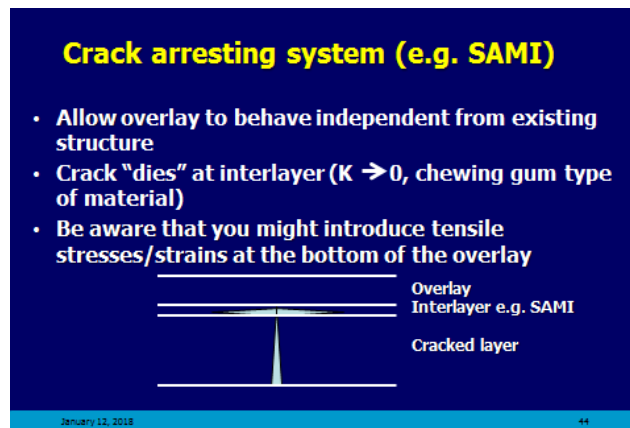 Crack arresting system (e.g. SAMI)
• Allow overlay to behave independent from existing
structure
• Crack “dies” at interlayer (K ➔0, chewing gum type
of material)
• Be aware that you might introduce tensile
stresses/strains at the bottom of the overlay
Overlay
Interlayer e.g. SAMI
Cracked layer
January 12, 2018
44